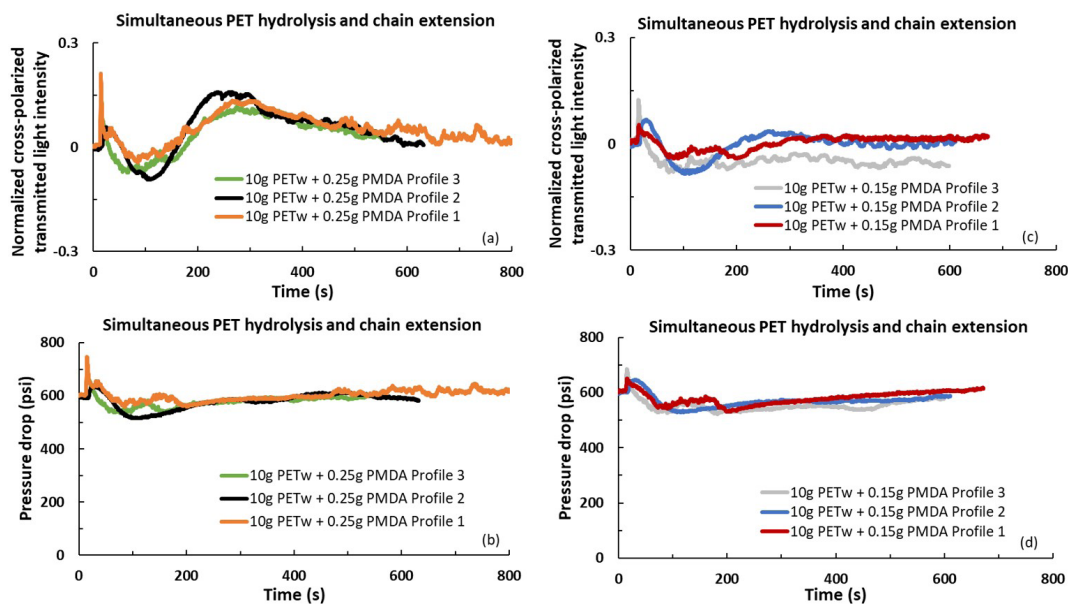 Simultaneous PET hydrolysis and chain extension
Normalized cross-polarized
transmitted light intensity
0.3
0
-0.3
10g PETw + 0.25g PMDA Profile 3
10g PETw + 0.25g PMDA Profile 2
10g PETw + 0.25g PMDA Profile 1
(a)
0 200 400 600 800
Time (s)
Simultaneous PET hydrolysis and chain extension
Pressure drop (psi)
800
600
400
200
0
10g PETw + 0.25g PMDA Profile 3
10g PETw + 0.25g PMDA Profile 2
10g PETw + 0.25g PMDA Profile 1
(b)
0 200 400 600 800
Time (s)
Simultaneous PET hydrolysis and chain extension
Normalized cross-polarized
transmitted light intensity
0.3
0
-0.3
10g PETw + 0.15g PMDA Profile 3
10g PETw + 0.15g PMDA Profile 2
10g PETw + 0.15g PMDA Profile 1
(c)
0 200 400 600 800
Time (s)
Simultaneous PET hydrolysis and chain extension
Pressure drop (psi)
800
600
400
200
0
10g PETw + 0.15g PMDA Profile 3
10g PETw + 0.15g PMDA Profile 2
10g PETw + 0.15g PMDA Profile 1
(d)
0 200 400 600 800
Time (s)